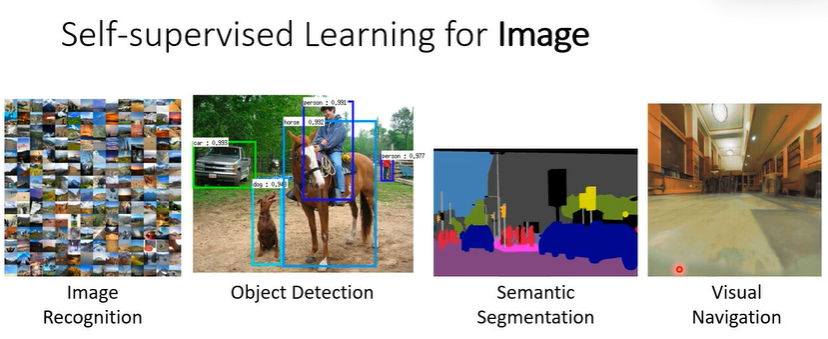 Self-supervised Learning for Image
person : 0.991
horse : 0.992
car : 0.993
person : 0.977
dog : 0.94
Image
Recognition
Object Detection
Semantic
Segmentation
Visual
Navigation